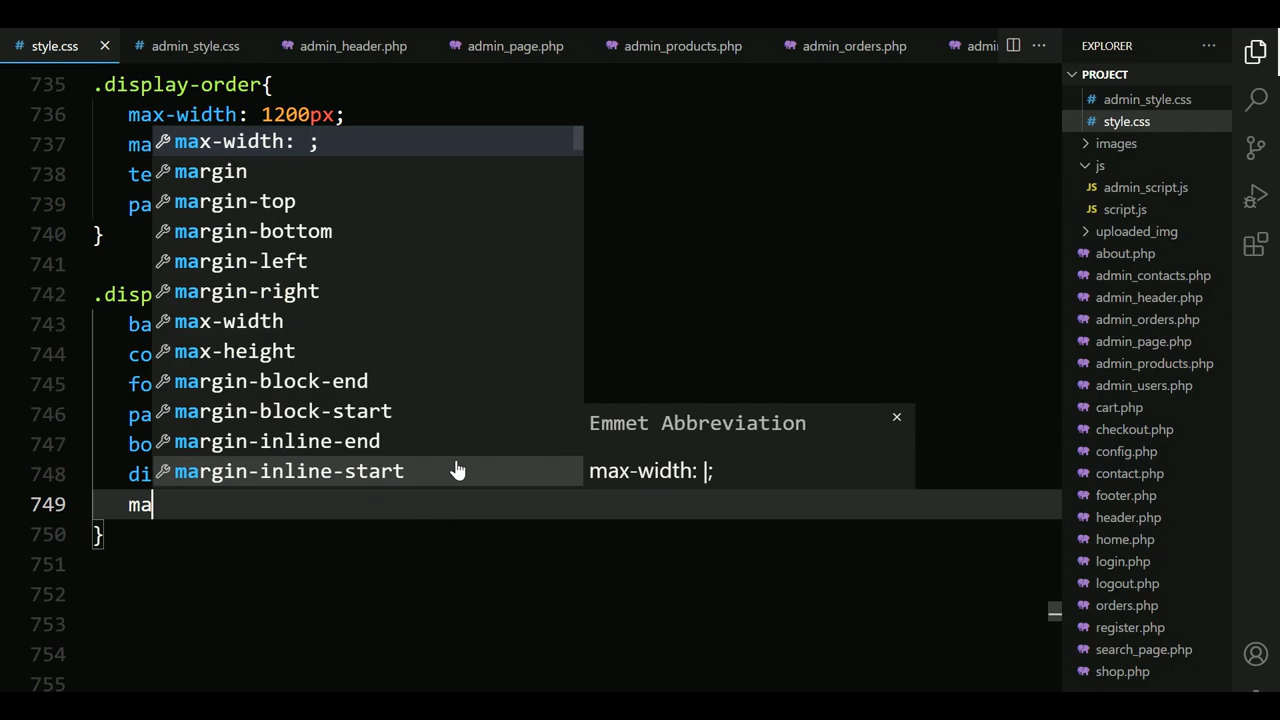 style.css
admin_style.css
admin_header.php
admin_page.php
admin_products.php
admin_orders.php
admi
EXPLORER
PROJECT
admin_style.css
style.css
images
js
JS admin_script.js
JS script.js
uploaded_img
about.php
admin_contacts.php
admin_header.php
admin_orders.php
admin_page.php
admin_products.php
admin_users.php
cart.php
checkout.php
config.php
contact.php
footer.php
header.php
home.php
login.php
logout.php
orders.php
register.php
search_page.php
shop.php
735 .display-order{
736 max-width: 1200px;
737 ma
738 te
739 pa
740 }
741
742 .disp
743 ba
744 co
745 fo
746 pa
747 bo
748 di
749 ma
750 }
751
752
753
754
755
max-width: ;
margin
margin-top
margin-bottom
margin-left
margin-right
max-width
max-height
margin-block-end
margin-block-start
margin-inline-end
margin-inline-start
Emmet Abbreviation
max-width: |;